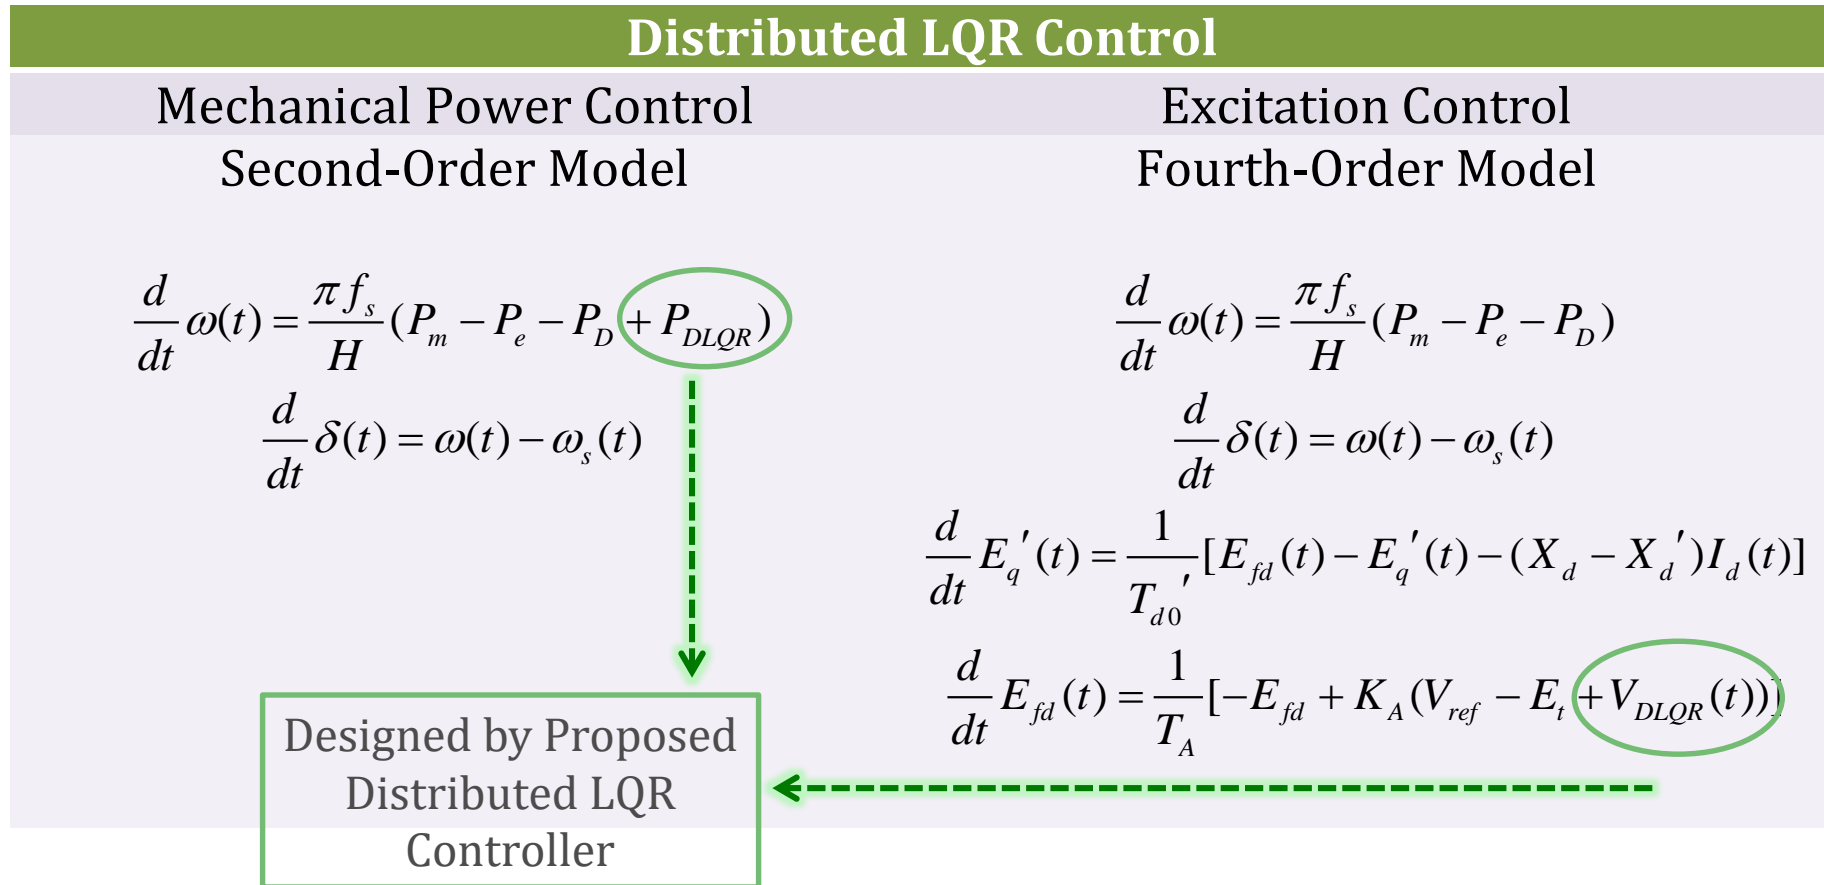 Distributed LQR Control
Mechanical Power Control
Second-Order Model
d/dt ω(t) = π f_s / H (P_m − P_e − P_D + P_DLQR)
d/dt δ(t) = ω(t) − ω_s(t)
Excitation Control
Fourth-Order Model
d/dt ω(t) = π f_s / H (P_m − P_e − P_D)
d/dt δ(t) = ω(t) − ω_s(t)
d/dt E_q'(t) = 1 / T_d0' [E_fd(t) − E_q'(t) − (X_d − X_d')I_d(t)]
d/dt E_fd(t) = 1 / T_A [−E_fd + K_A(V_ref − E_t + V_DLQR(t))]
Designed by Proposed
Distributed LQR
Controller